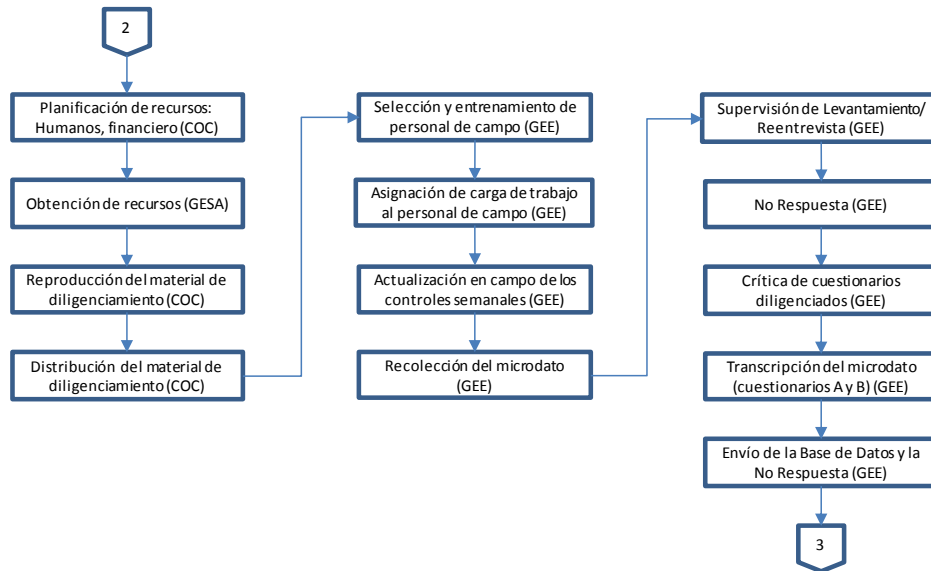 2
Planificación de recursos:
Humanos, financiero (COC)
Obtención de recursos (GESA)
Reproducción del material de
diligenciamiento (COC)
Distribución del material de
diligenciamiento (COC)
Selección y entrenamiento de
personal de campo (GEE)
Asignación de carga de trabajo
al personal de campo (GEE)
Actualización en campo de los
controles semanales (GEE)
Recolección del microdato
(GEE)
Supervisión de Levantamiento/
Reentrevista (GEE)
No Respuesta (GEE)
Crítica de cuestionarios
diligenciados (GEE)
Transcripción del microdato
(cuestionarios A y B) (GEE)
Envío de la Base de Datos y la
No Respuesta (GEE)
3